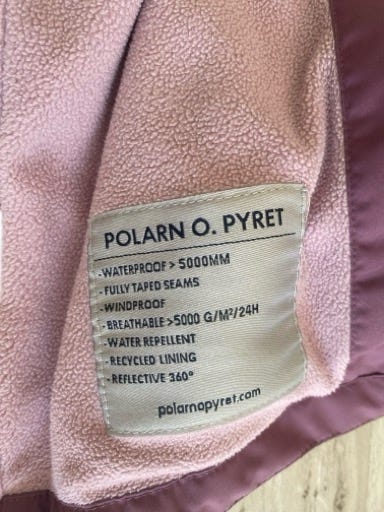 POLARN O. PYRET
-WATERPROOF > 5000MM
-FULLY TAPED SEAMS
-WINDPROOF
-BREATHABLE >5000 G/M²/24H
-WATER REPELLENT
-RECYCLED LINING
-REFLECTIVE 360°
polarnopyret.com